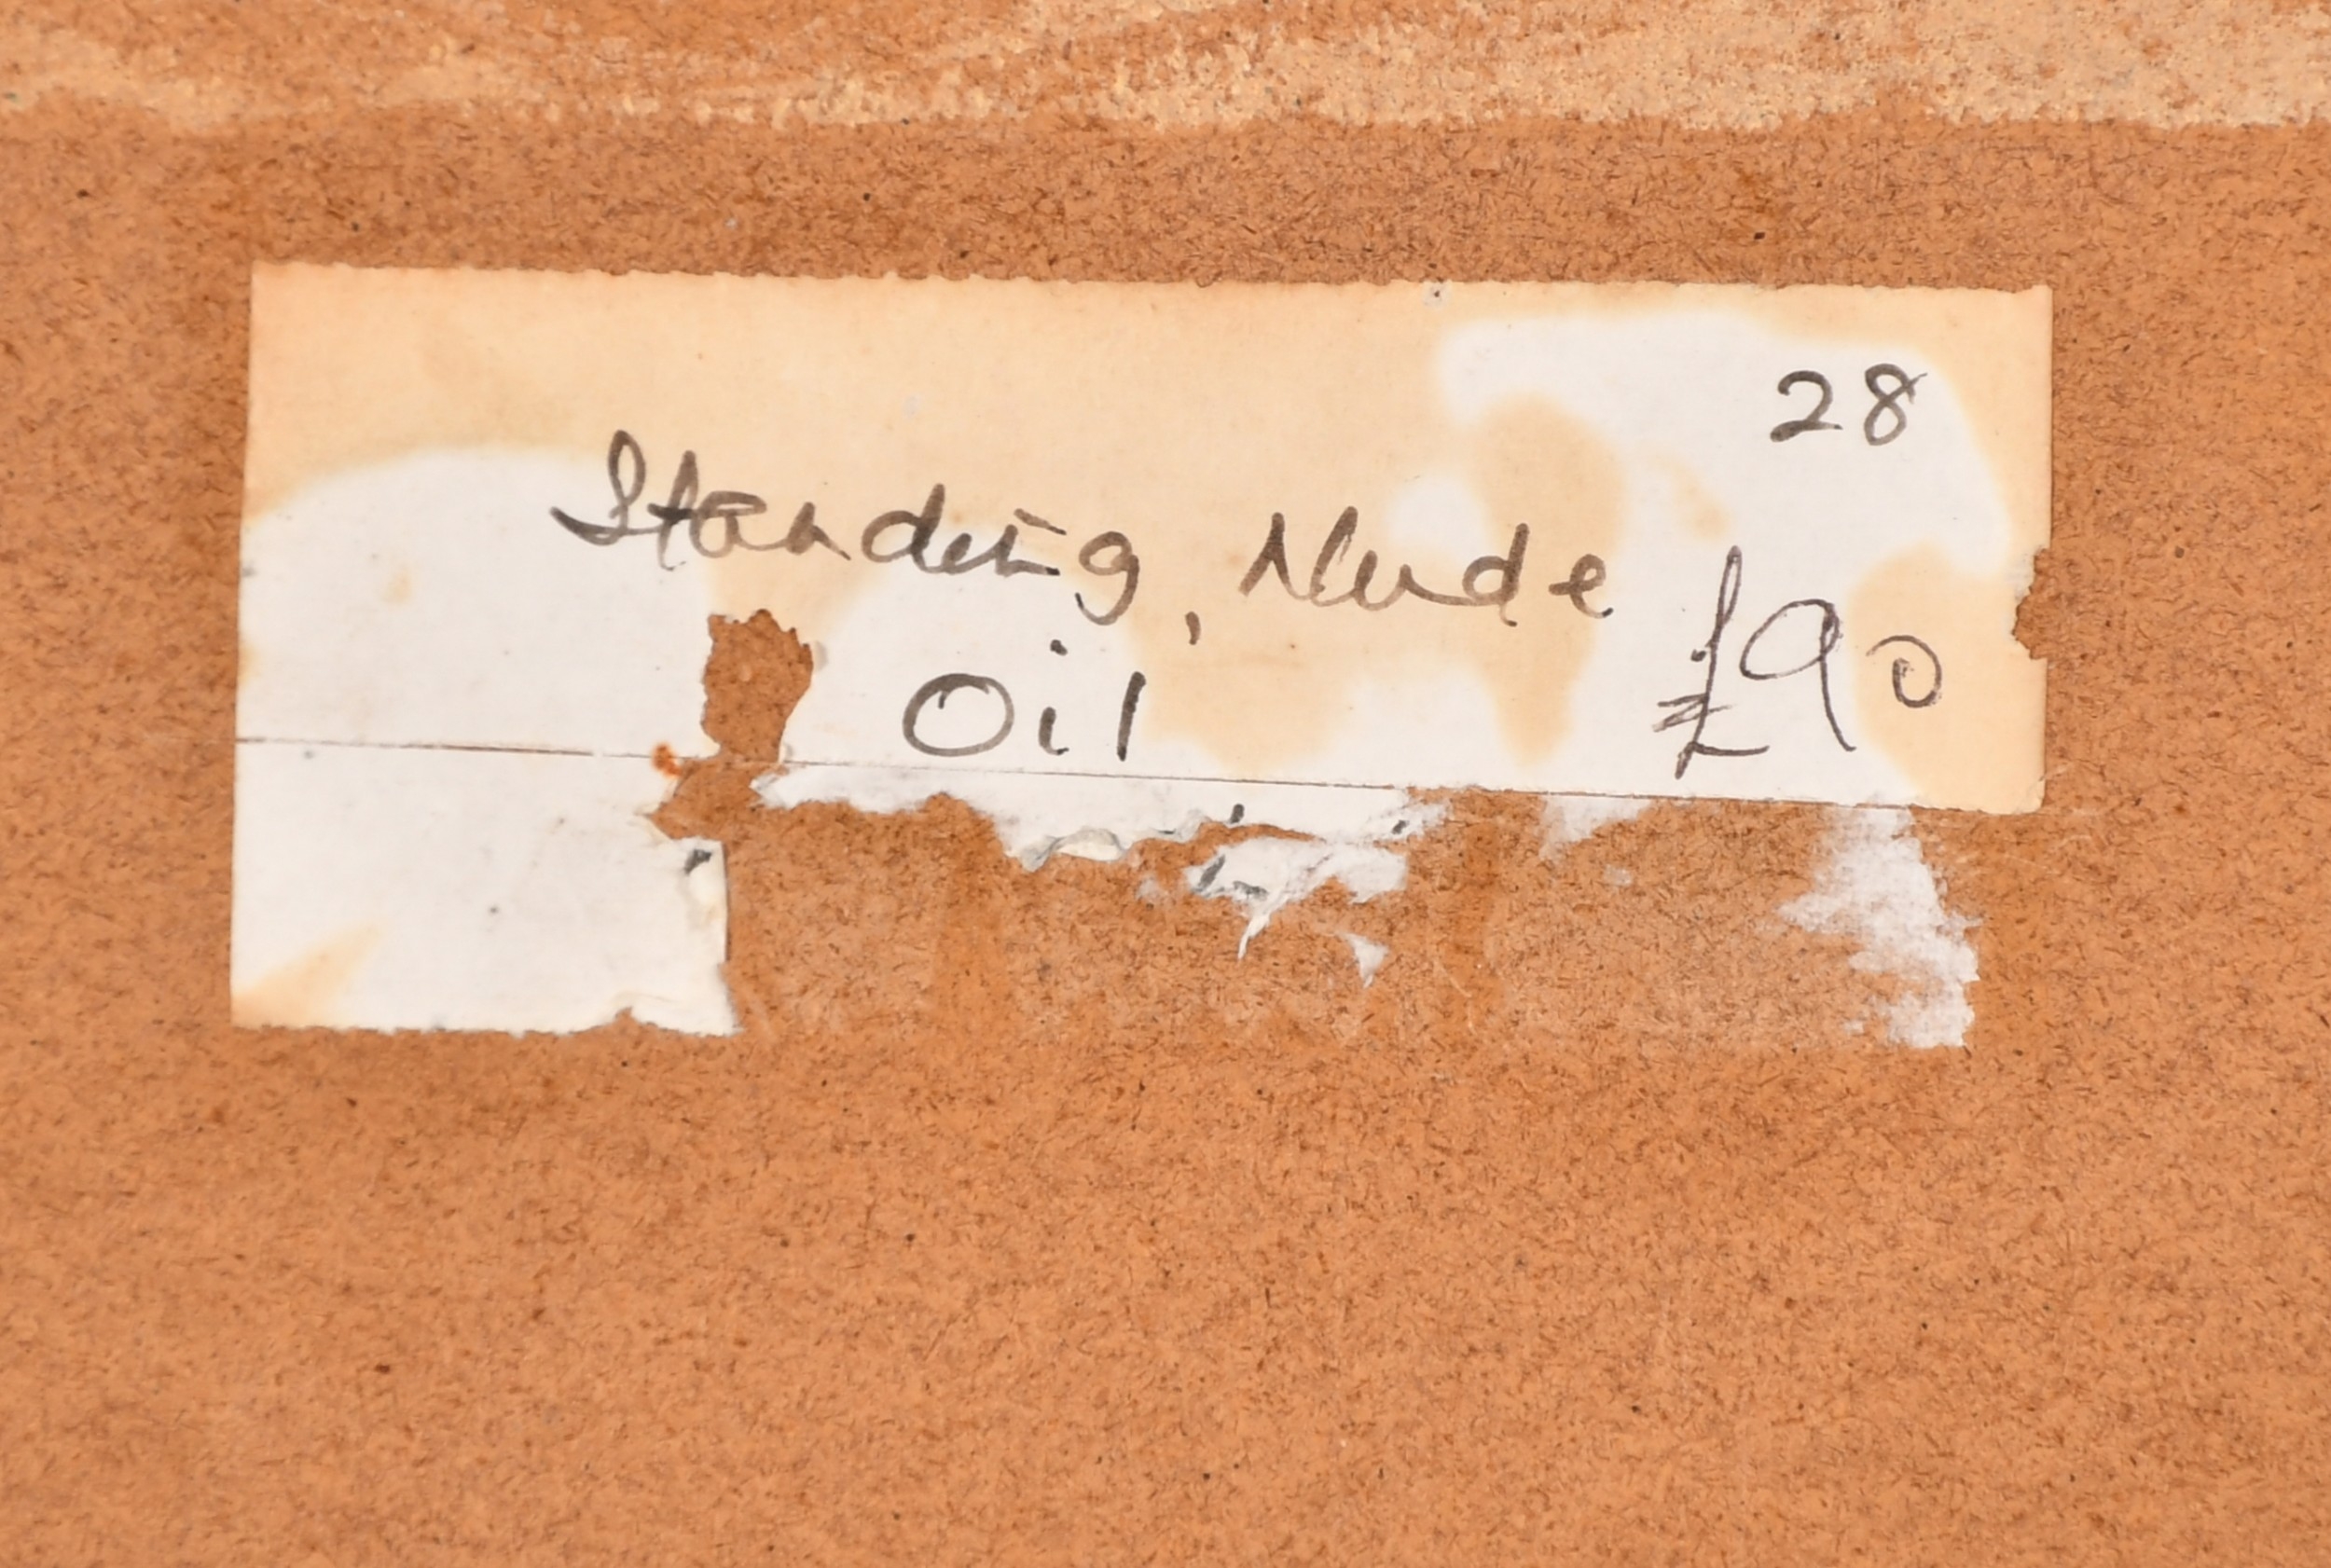 28
Standing, Nude
Oil
£90